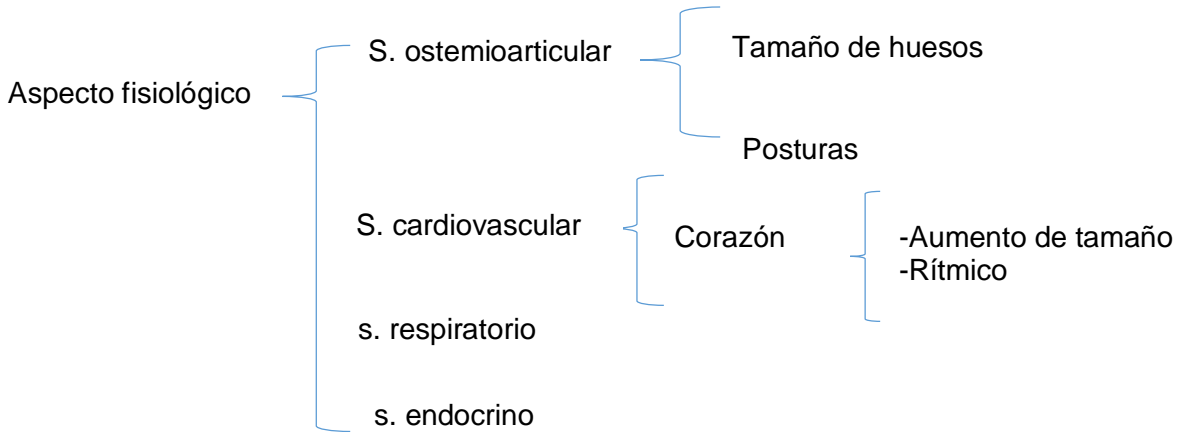 S. ostemioarticular
Tamaño de huesos
Aspecto fisiológico
Posturas
S. cardiovascular
Corazón
-Aumento de tamaño
-Rítmico
s. respiratorio
s. endocrino